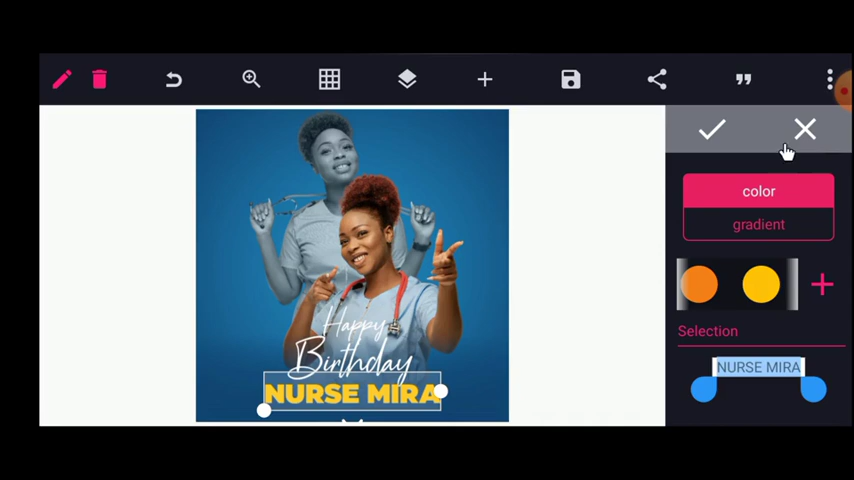 color
gradient
Selection
NURSE MIRA
Happy
Birthday
NURSE MIRA